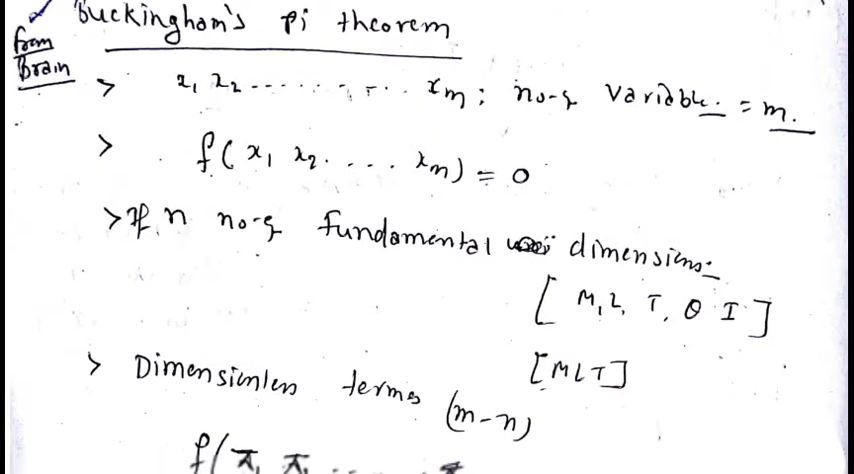 Buckingham's pi theorem
from Brain
> x₁ x₂ ............ xm; no-of variable. = m.
> f(x₁ x₂ .... xm) = 0
> If n no-of fundamental dimensions:
[M, L, T, θ I]
[MLT]
> Dimensionless terms (m-n)
f(π₁ π